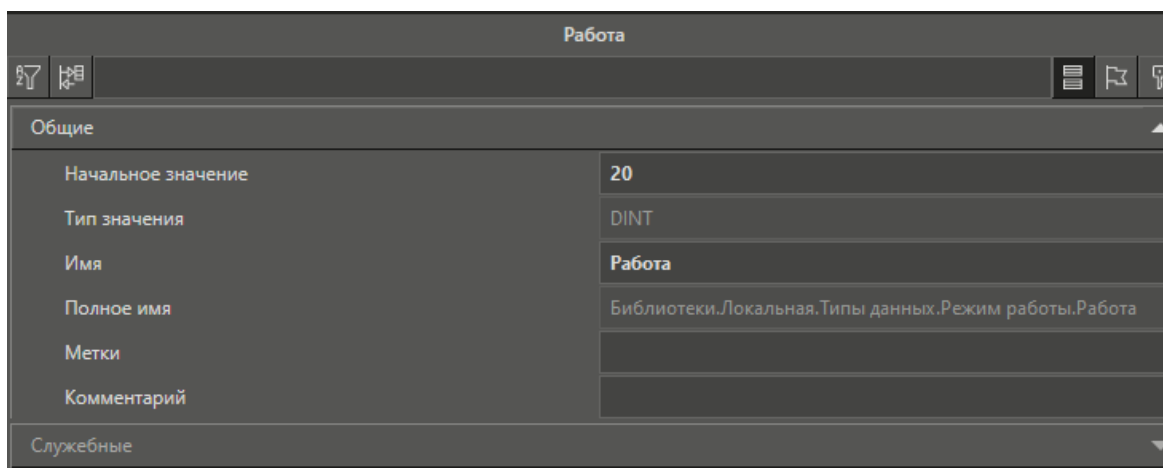 Работа
Общие
Начальное значение 20
Тип значения DINT
Имя Работа
Полное имя Библиотеки.Локальная.Типы данных.Режим работы.Работа
Метки
Комментарий
Служебные